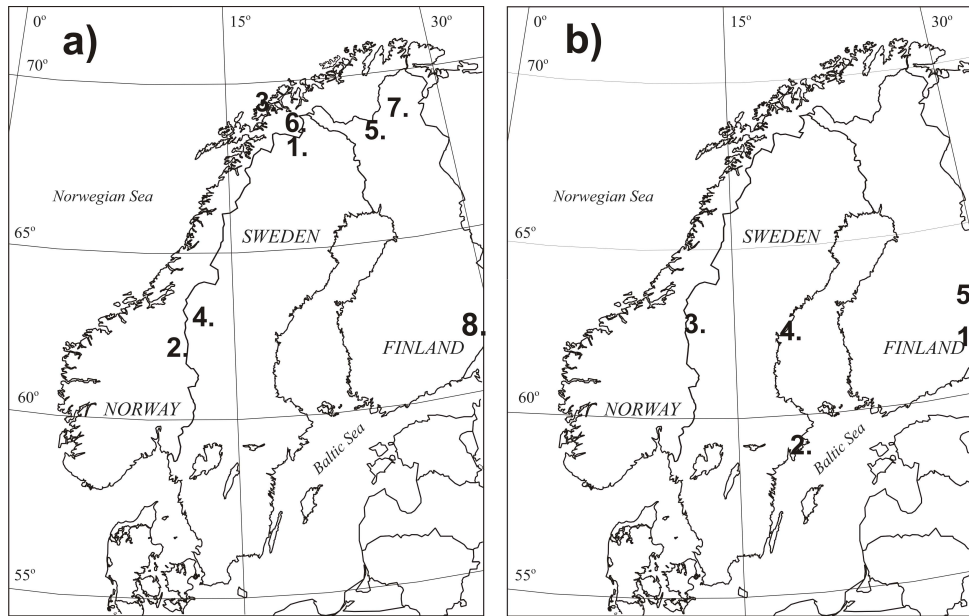 0° 15° 30°
a)
70°
3.
7.
6.
5.
1.
Norwegian Sea
65°
SWEDEN
4.
8.
2.
FINLAND
60°
NORWAY
Baltic Sea
55°
0° 15° 30°
b)
70°
Norwegian Sea
65°
SWEDEN
5
3.
4.
1
FINLAND
60°
NORWAY
2.
Baltic Sea
55°